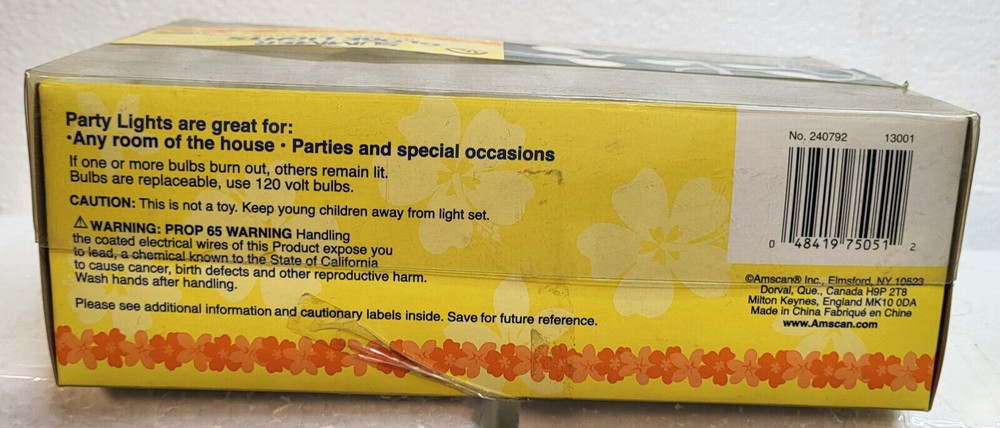 SUMMER
GLOBE LIGHTS
Party Lights are great for:
•Any room of the house • Parties and special occasions
If one or more bulbs burn out, others remain lit.
Bulbs are replaceable, use 120 volt bulbs.
CAUTION: This is not a toy. Keep young children away from light set.
⚠WARNING: PROP 65 WARNING Handling
the coated electrical wires of this Product expose you
to lead, a chemical known to the State of California
to cause cancer, birth defects and other reproductive harm.
Wash hands after handling.
Please see additional information and cautionary labels inside. Save for future reference.
No. 240792 13001
0 48419 75051 2
©Amscan® Inc., Elmsford, NY 10523
Dorval, Que., Canada H9P 2T8
Milton Keynes, England MK10 0DA
Made in China Fabriqué en Chine
www.Amscan.com